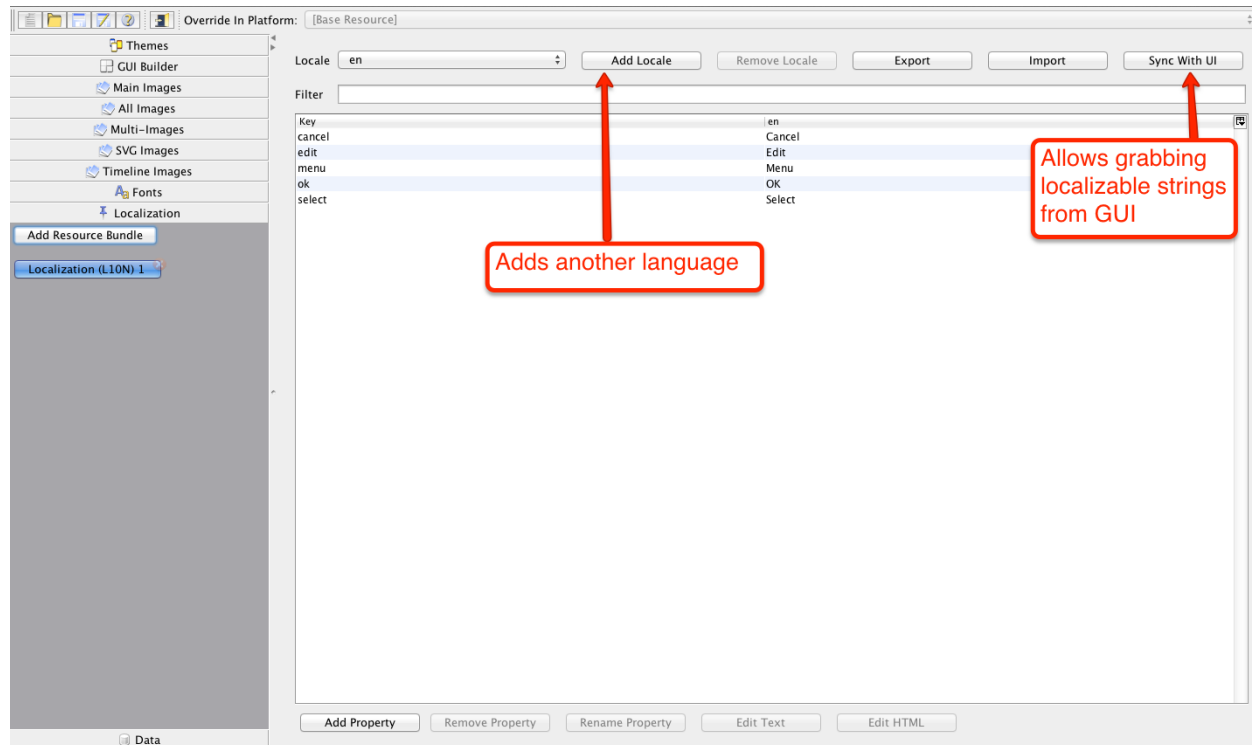 Override In Platform: [Base Resource]
Themes
GUI Builder
Main Images
All Images
Multi-Images
SVG Images
Timeline Images
Fonts
Localization
Add Resource Bundle
Localization (L10N) 1
Data
Locale en Add Locale Remove Locale Export Import Sync With UI
Filter
Key en
cancel Cancel
edit Edit
menu Menu
ok OK
select Select
Adds another language
Allows grabbing
localizable strings
from GUI
Add Property Remove Property Rename Property Edit Text Edit HTML